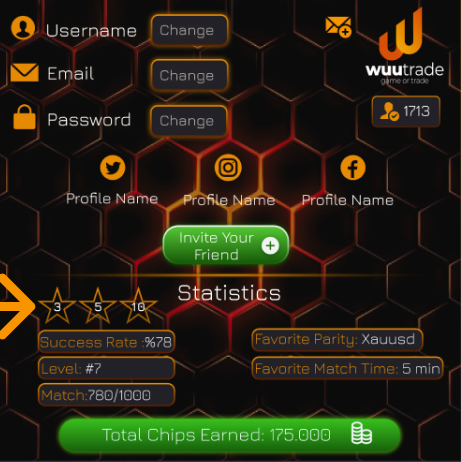 Username Change
wuutrade
game or trade
Email Change
1713
Password Change
Profile Name Profile Name Profile Name
Invite Your
Friend
Statistics
3 5 10
Success Rate :%78 Favorite Parity: Xauusd
Level: #7 Favorite Match Time: 5 min
Match:780/1000
Total Chips Earned: 175.000